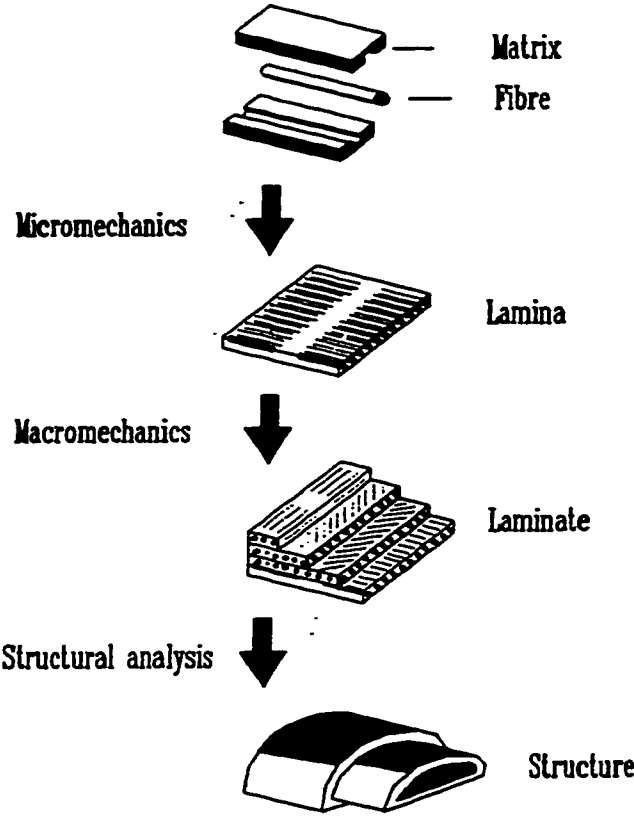 Matrix
Fibre
Micromechanics
Lamina
Macromechanics
Laminate
Structural analysis
Structure